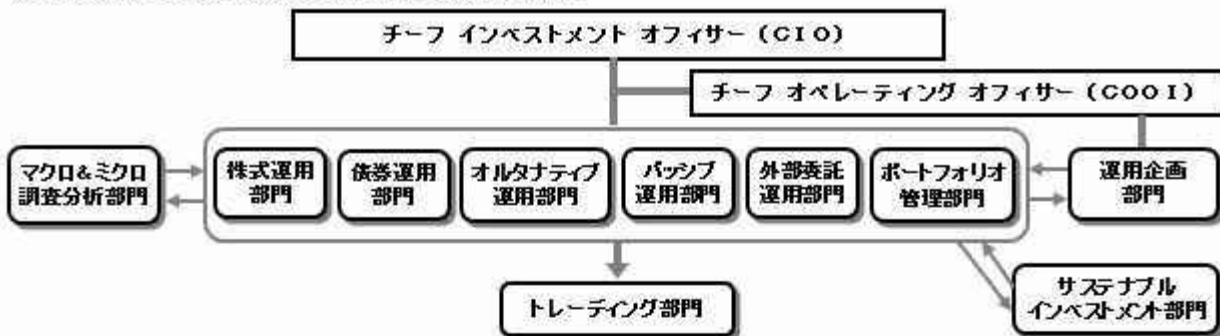 チーフ インベストメント オフィサー (CIO)
チーフ オペレーティング オフィサー (COOI)
マクロ&ミクロ
調査分析部門
株式運用
部門
債券運用
部門
オルタナティブ
運用部門
パッシブ
運用部門
外部委託
運用部門
ポートフォリオ
管理部門
運用企画
部門
トレーディング部門
サステナブル
インベストメント部門